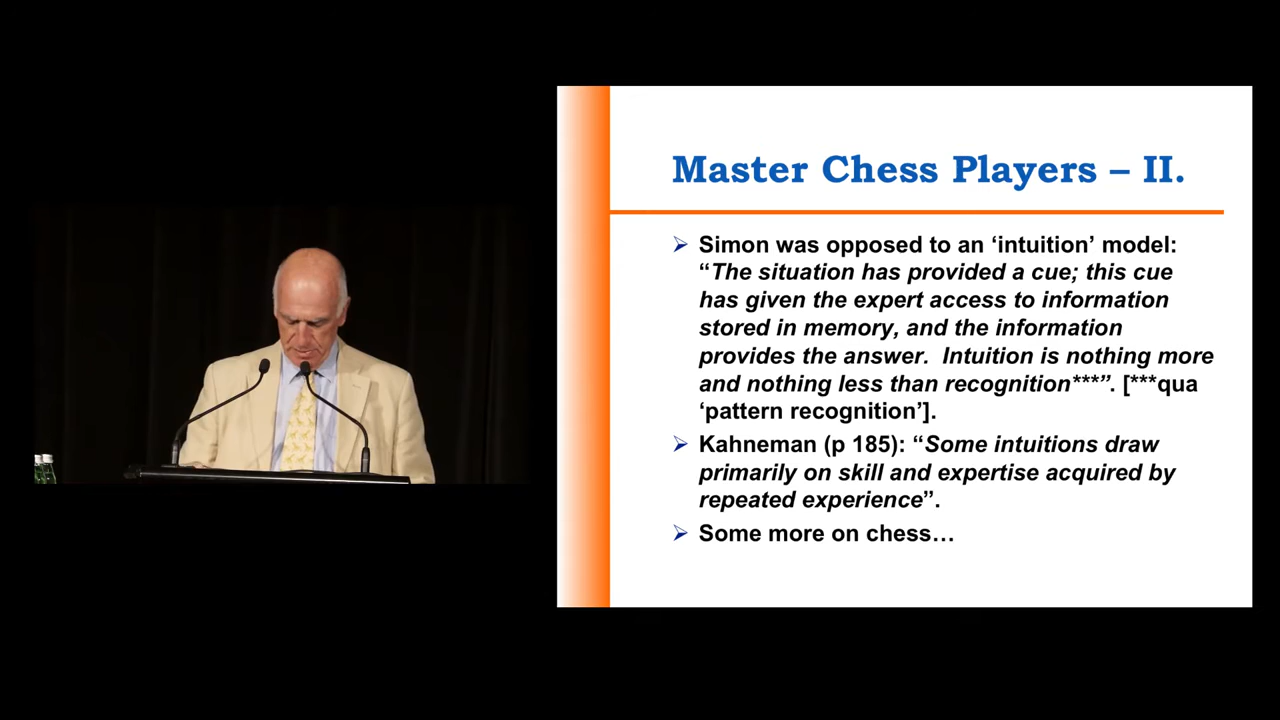 Master Chess Players – II.
➢ Simon was opposed to an ‘intuition’ model:
“The situation has provided a cue; this cue
has given the expert access to information
stored in memory, and the information
provides the answer.  Intuition is nothing more
and nothing less than recognition***”. [***qua
‘pattern recognition’].
➢ Kahneman (p 185): “Some intuitions draw
primarily on skill and expertise acquired by
repeated experience”.
➢ Some more on chess…